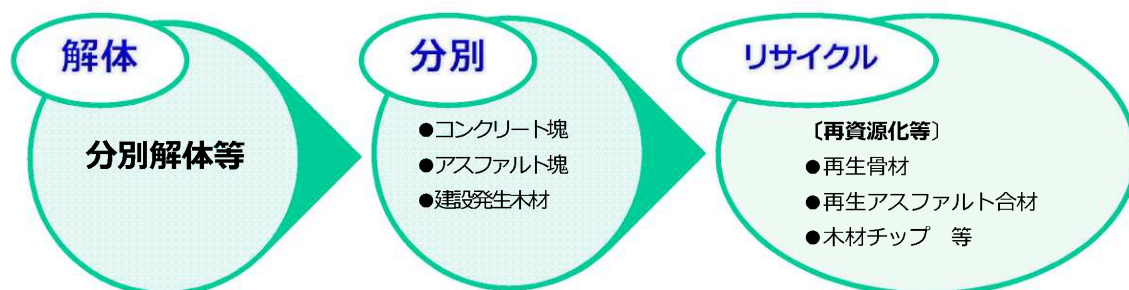 解体
分別解体等
分別
●コンクリート塊
●アスファルト塊
●建設発生木材
リサイクル
〔再資源化等〕
●再生骨材
●再生アスファルト合材
●木材チップ　等